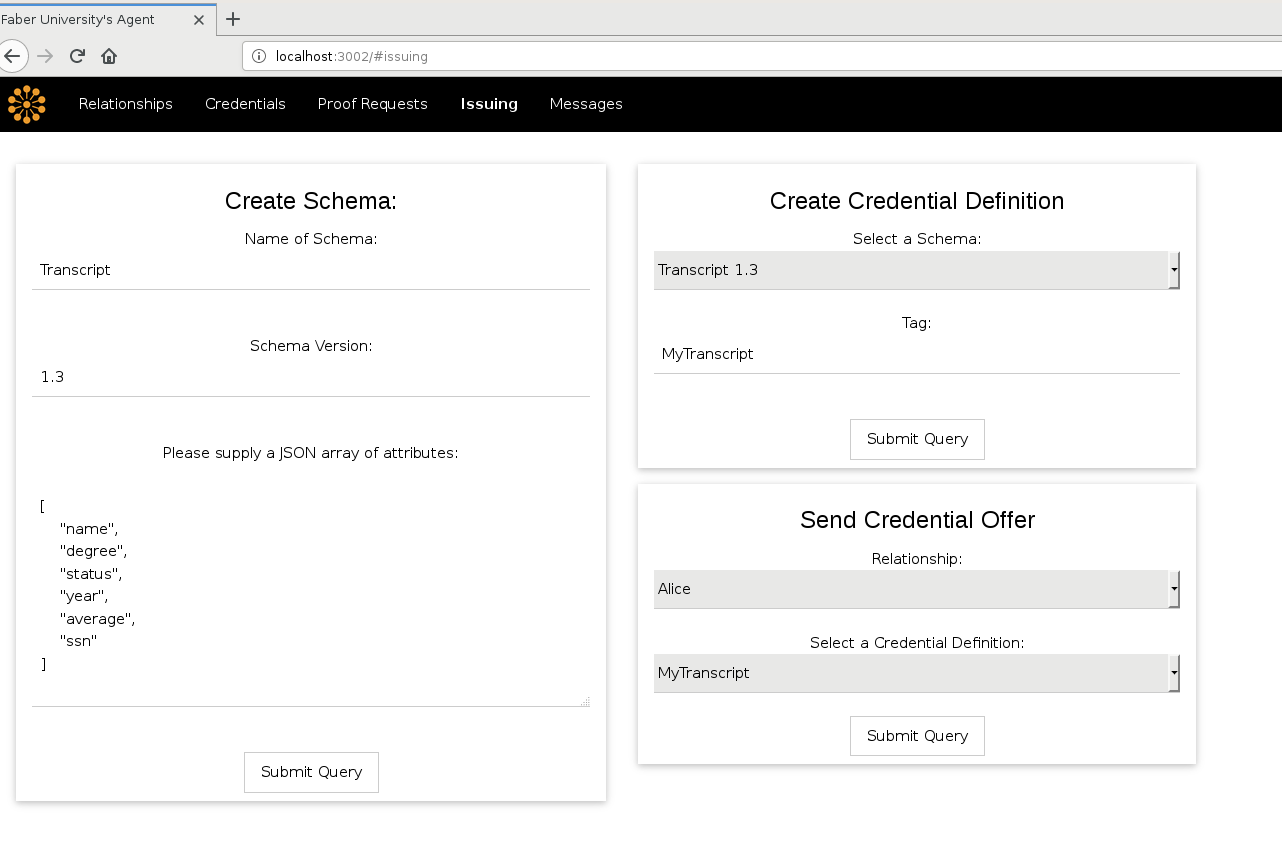 Faber University's Agent
localhost:3002/#issuing
Relationships Credentials Proof Requests Issuing Messages
Create Schema:
Name of Schema:
Transcript
Schema Version:
1.3
Please supply a JSON array of attributes:
[
"name",
"degree",
"status",
"year",
"average",
"ssn"
]
Submit Query
Create Credential Definition
Select a Schema:
Transcript 1.3
Tag:
MyTranscript
Submit Query
Send Credential Offer
Relationship:
Alice
Select a Credential Definition:
MyTranscript
Submit Query